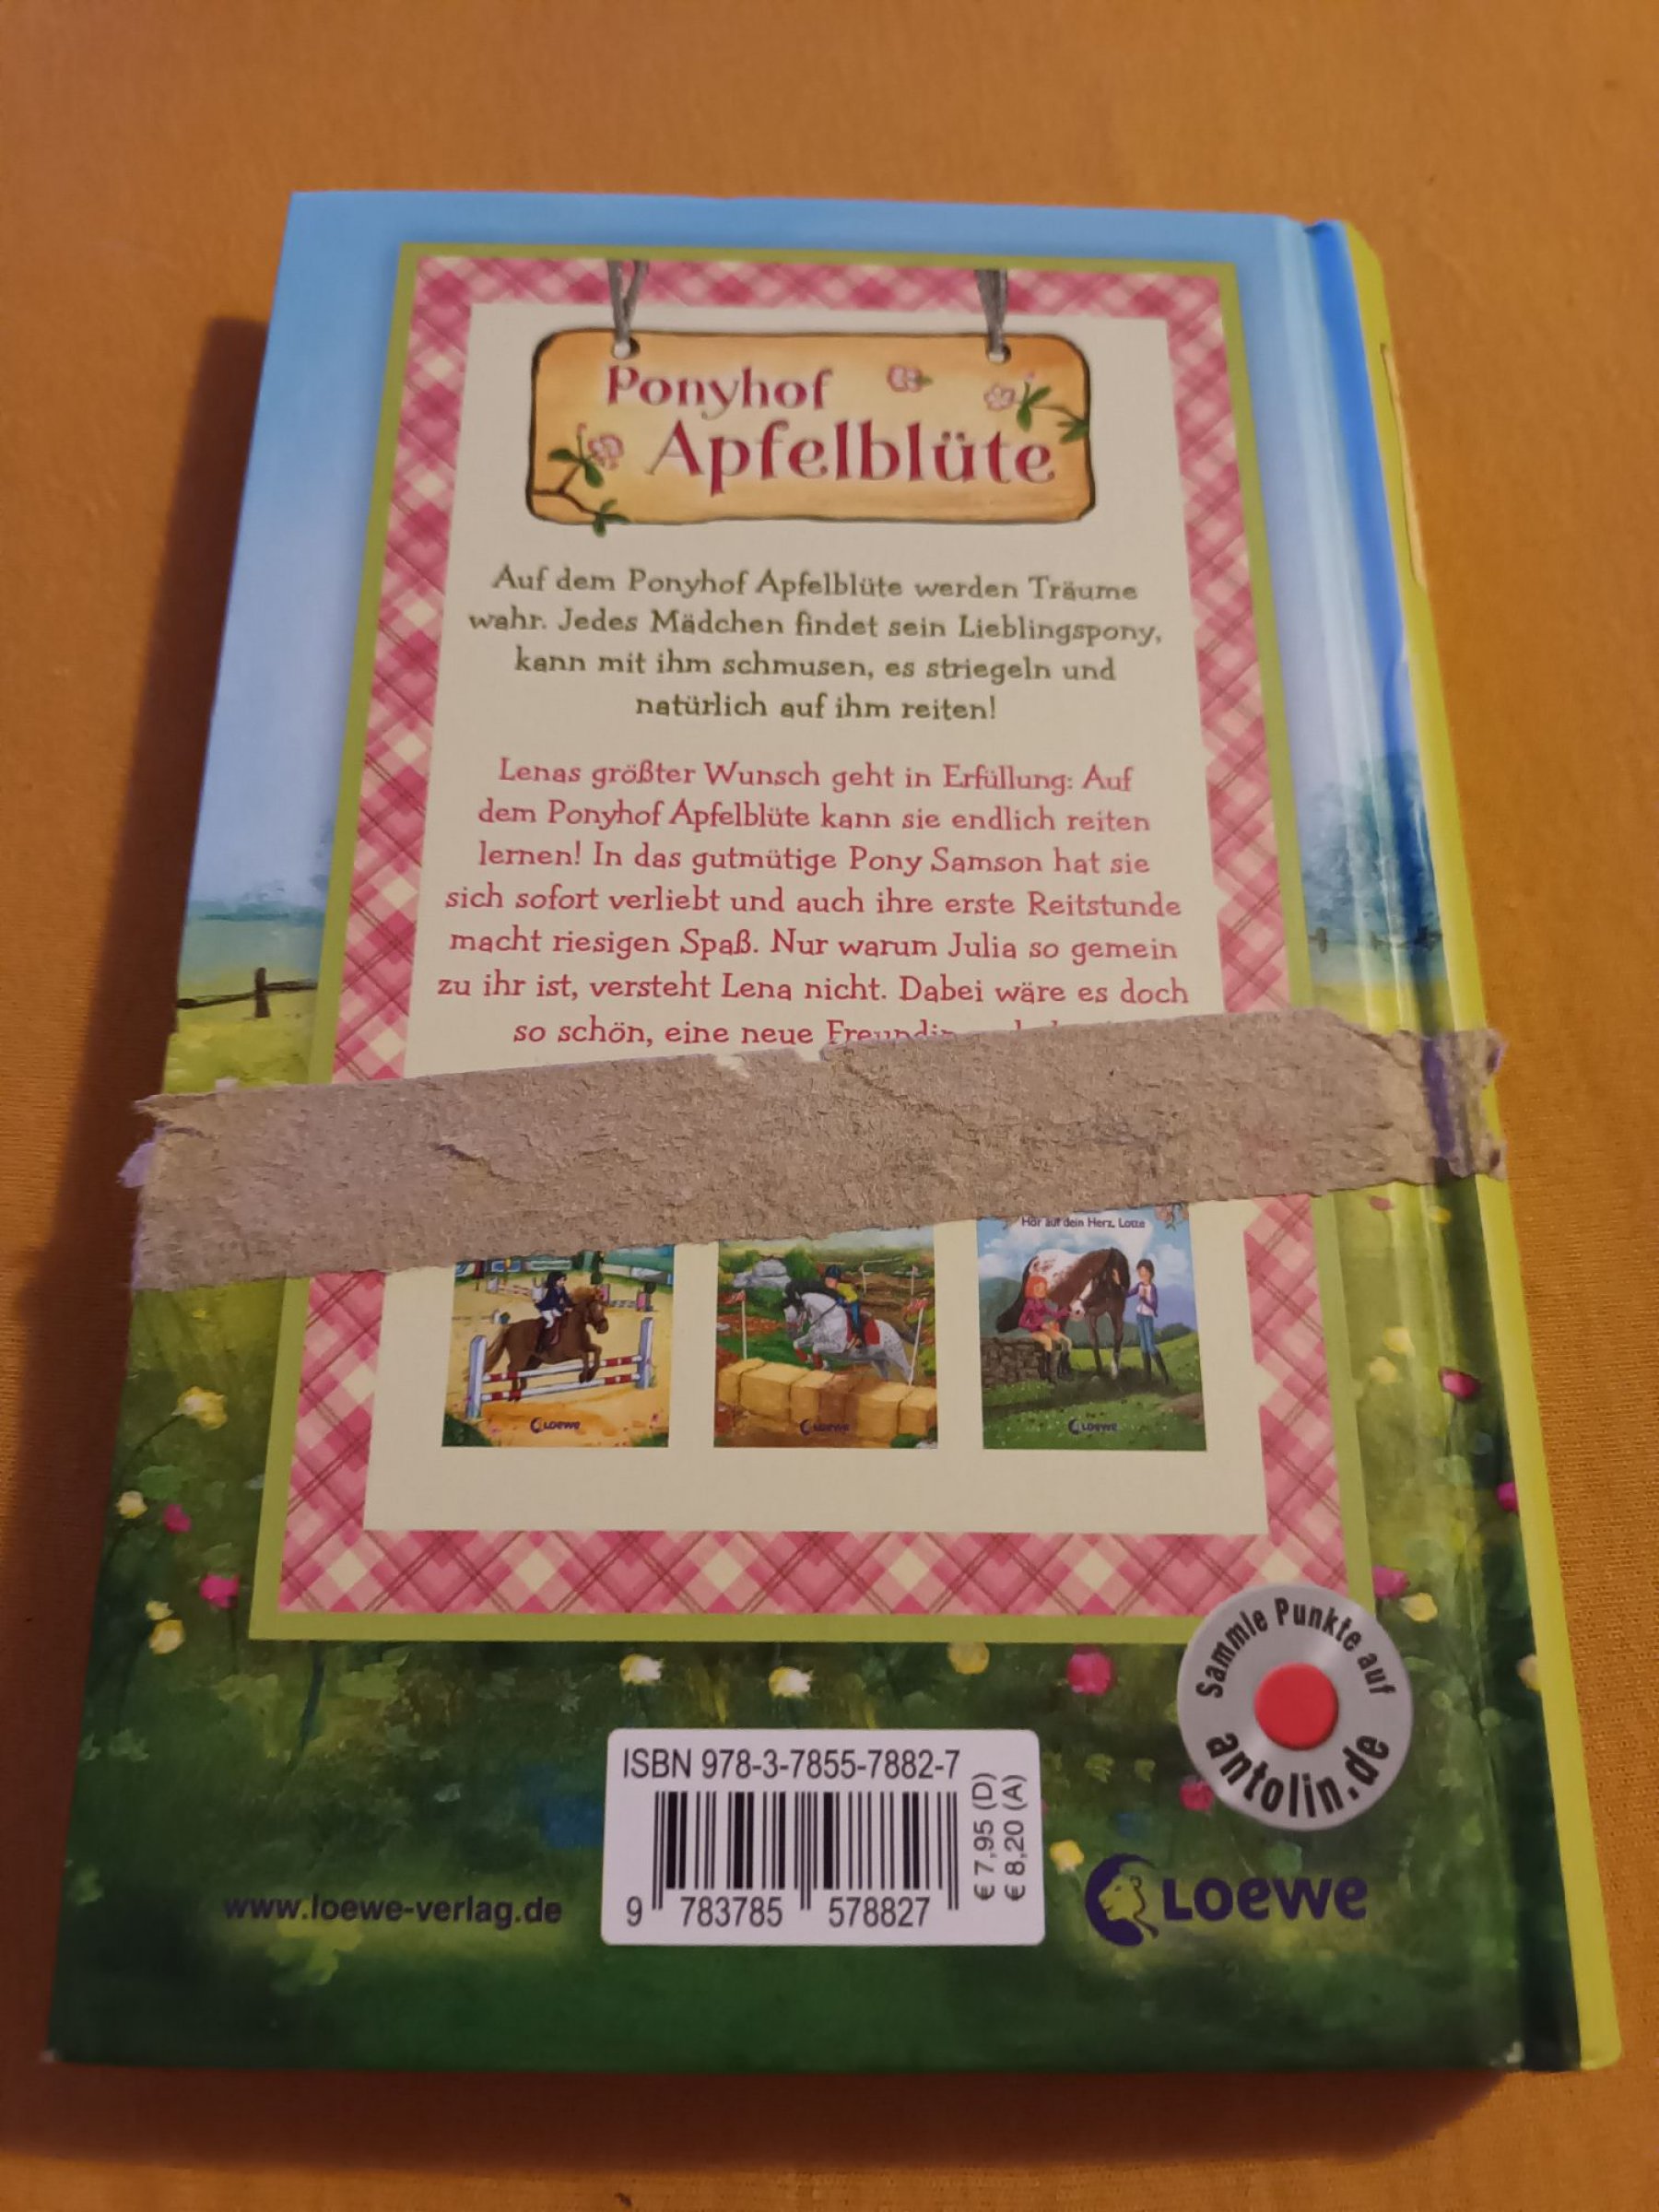 Ponyhof
Apfelblüte
Auf dem Ponyhof Apfelblüte werden Träume
wahr. Jedes Mädchen findet sein Lieblingspony,
kann mit ihm schmusen, es striegeln und
natürlich auf ihm reiten!
Lenas größter Wunsch geht in Erfüllung: Auf
dem Ponyhof Apfelblüte kann sie endlich reiten
lernen! In das gutmütige Pony Samson hat sie
sich sofort verliebt und auch ihre erste Reitstunde
macht riesigen Spaß. Nur warum Julia so gemein
zu ihr ist, versteht Lena nicht. Dabei wäre es doch
so schön, eine neue
Hör auf dein Herz, Lotte
Loewe
Loewe
Loewe
Sammle Punkte auf
antolin.de
ISBN 978-3-7855-7882-7
€ 7,95 (D)
€ 8,20 (A)
9 783785 578827
www.loewe-verlag.de
Loewe